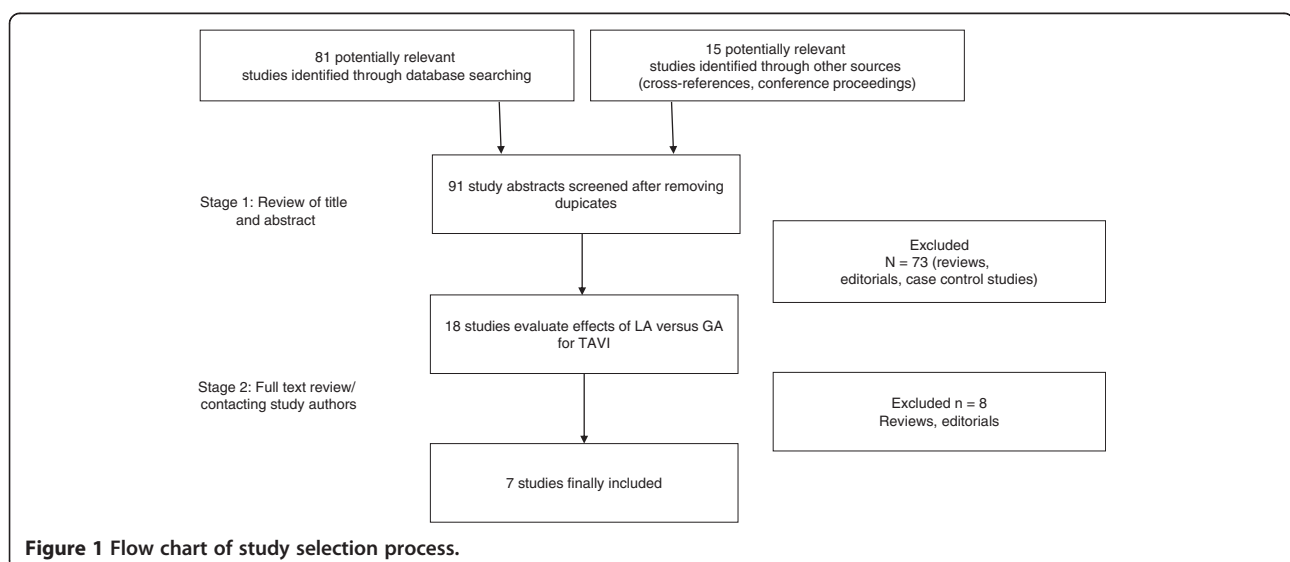 81 potentially relevant
studies identified through database searching
15 potentially relevant
studies identified through other sources
(cross-references, conference proceedings)
91 study abstracts screened after removing
dupicates
Stage 1: Review of title
and abstract
Excluded
N = 73 (reviews,
editorials, case control studies)
18 studies evaluate effects of LA versus GA
for TAVI
Stage 2: Full text review/
contacting study authors
Excluded n = 8
Reviews, editorials
7 studies finally included
Figure 1 Flow chart of study selection process.